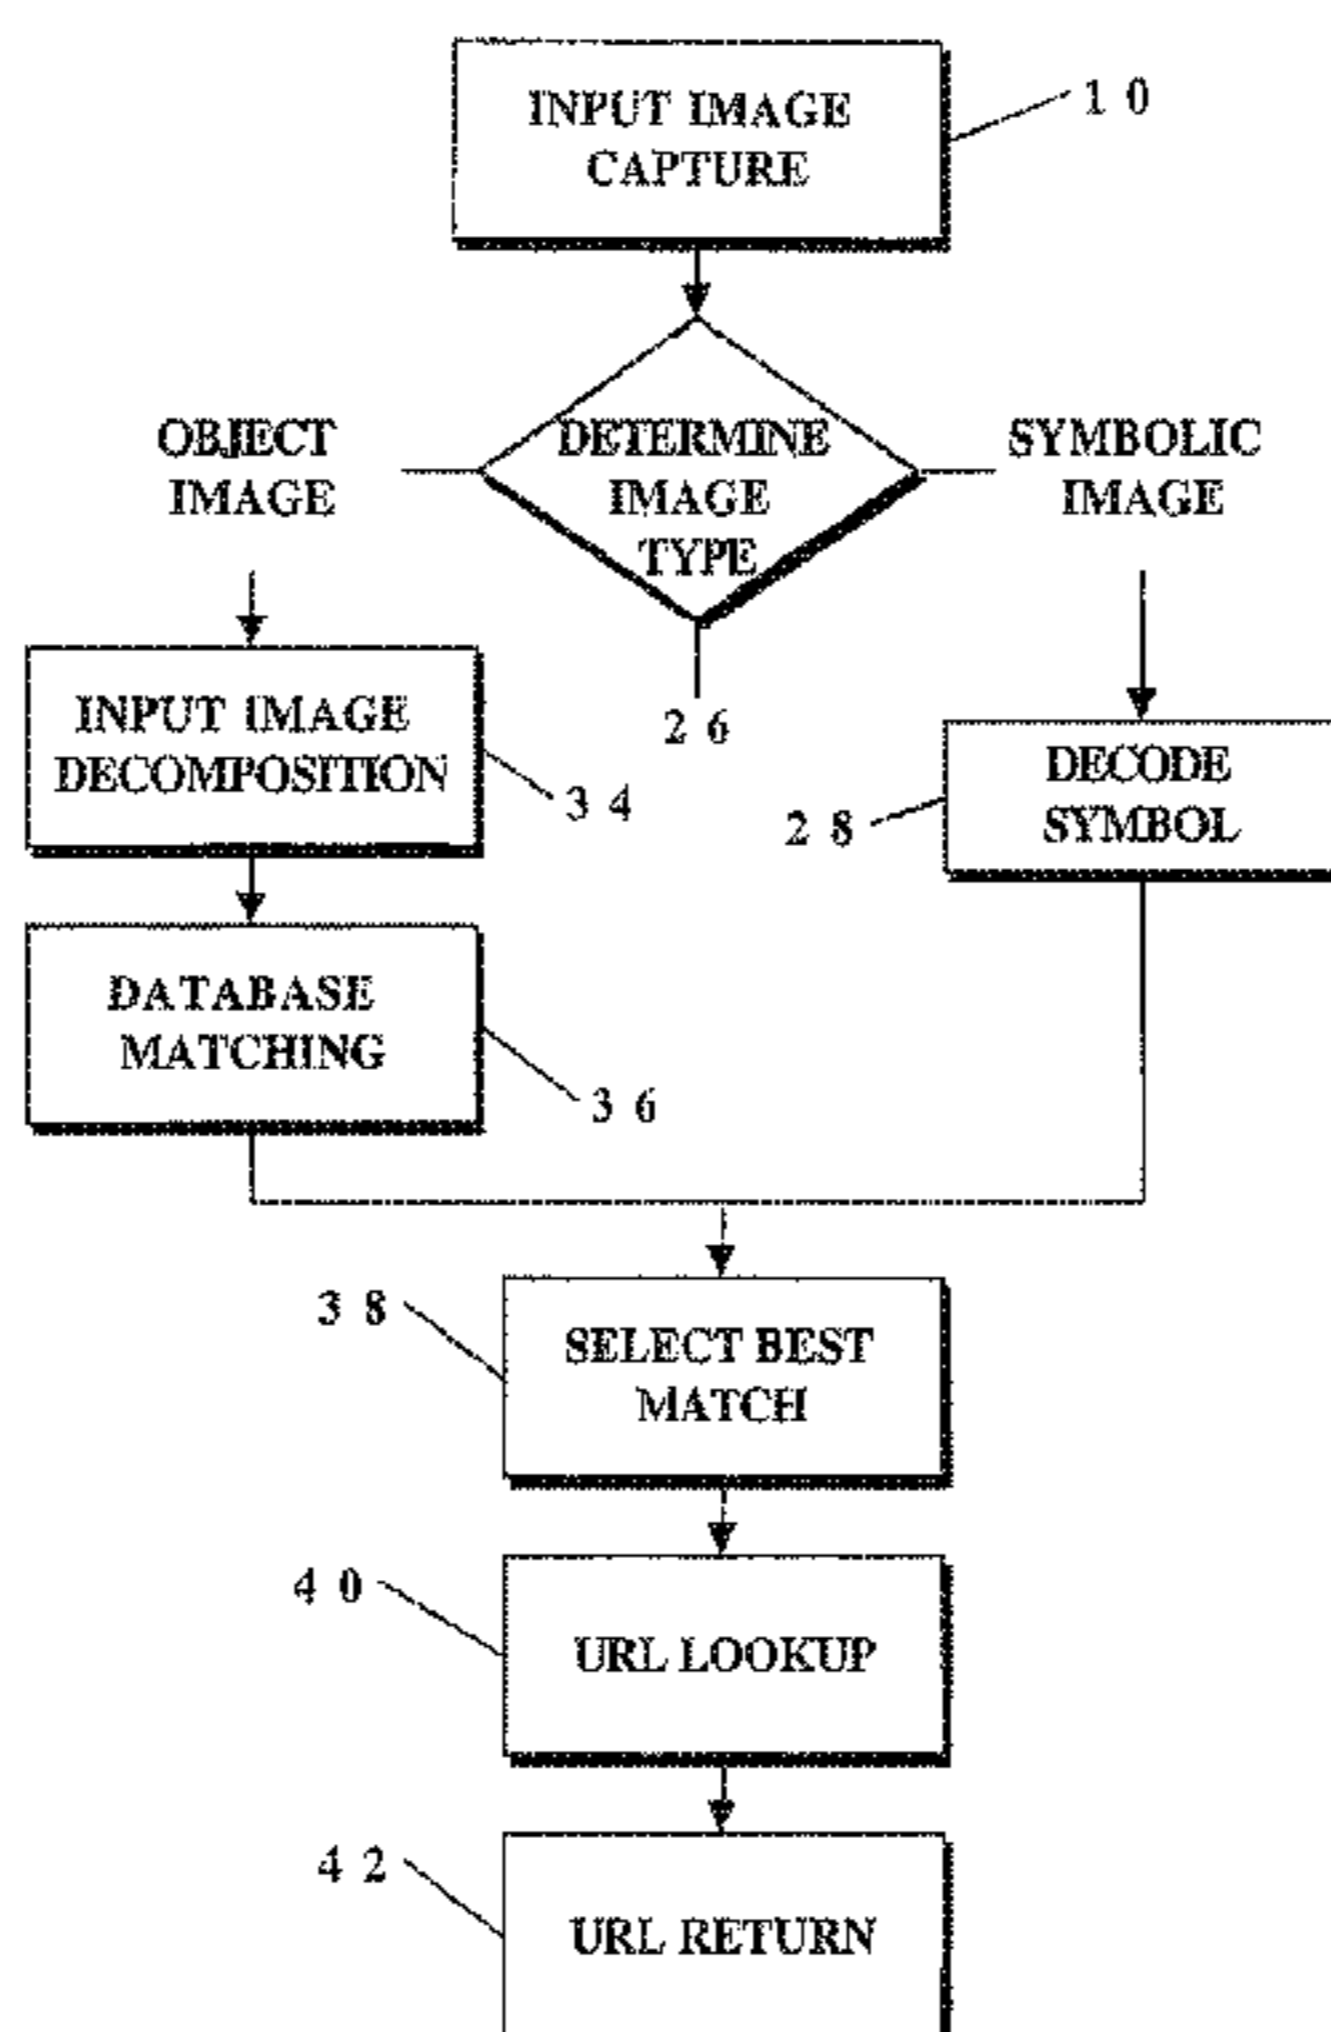 INPUT IMAGE
CAPTURE
10
OBJECT
IMAGE
DETERMINE
IMAGE
TYPE
SYMBOLIC
IMAGE
26
INPUT IMAGE
DECOMPOSITION
34
28
DECODE
SYMBOL
DATABASE
MATCHING
36
38
SELECT BEST
MATCH
40
URL LOOKUP
42
URL RETURN